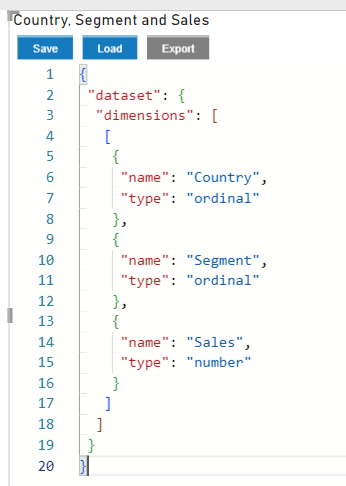 Country, Segment and Sales
Save Load Export
1 {
2 "dataset": {
3 "dimensions": [
4 [
5 {
6 "name": "Country",
7 "type": "ordinal"
8 },
9 {
10 "name": "Segment",
11 "type": "ordinal"
12 },
13 {
14 "name": "Sales",
15 "type": "number"
16 }
17 ]
18 ]
19 }
20 }